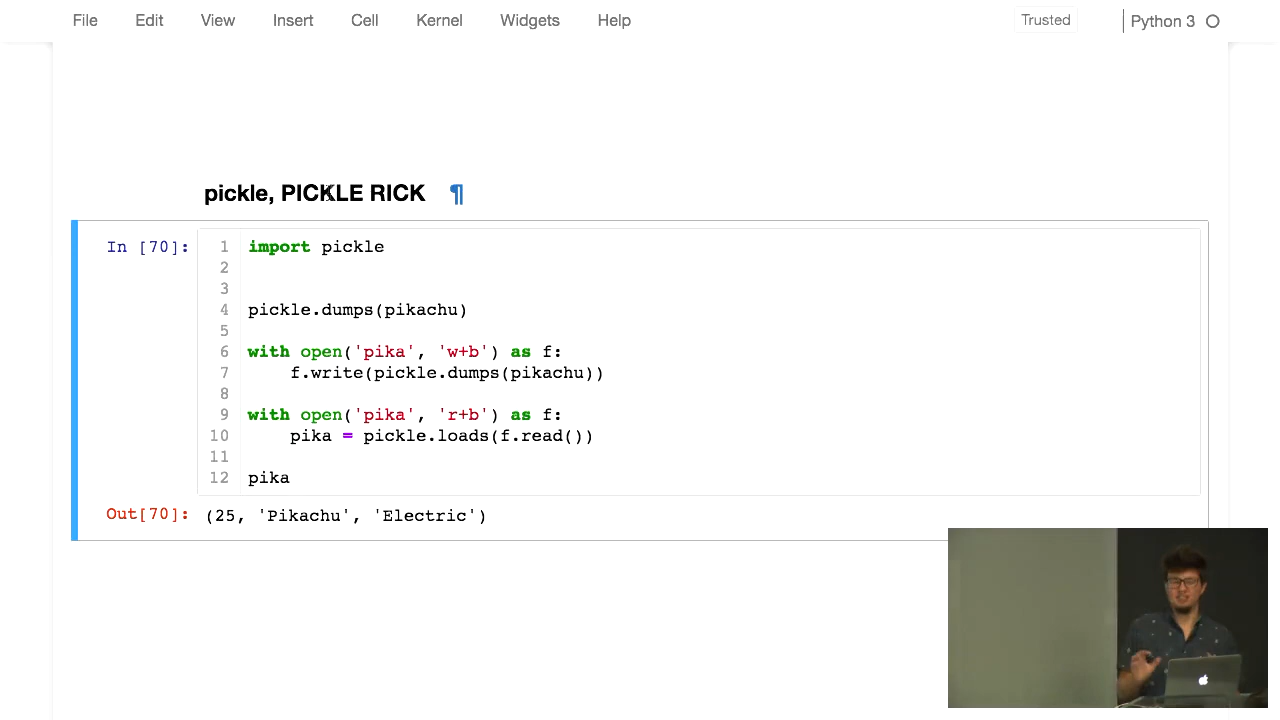 File Edit View Insert Cell Kernel Widgets Help Trusted Python 3
pickle, PICKLE RICK ¶
In [70]: 1 import pickle
2
3
4 pickle.dumps(pikachu)
5
6 with open('pika', 'w+b') as f:
7     f.write(pickle.dumps(pikachu))
8
9 with open('pika', 'r+b') as f:
10     pika = pickle.loads(f.read())
11
12 pika
Out[70]: (25, 'Pikachu', 'Electric')